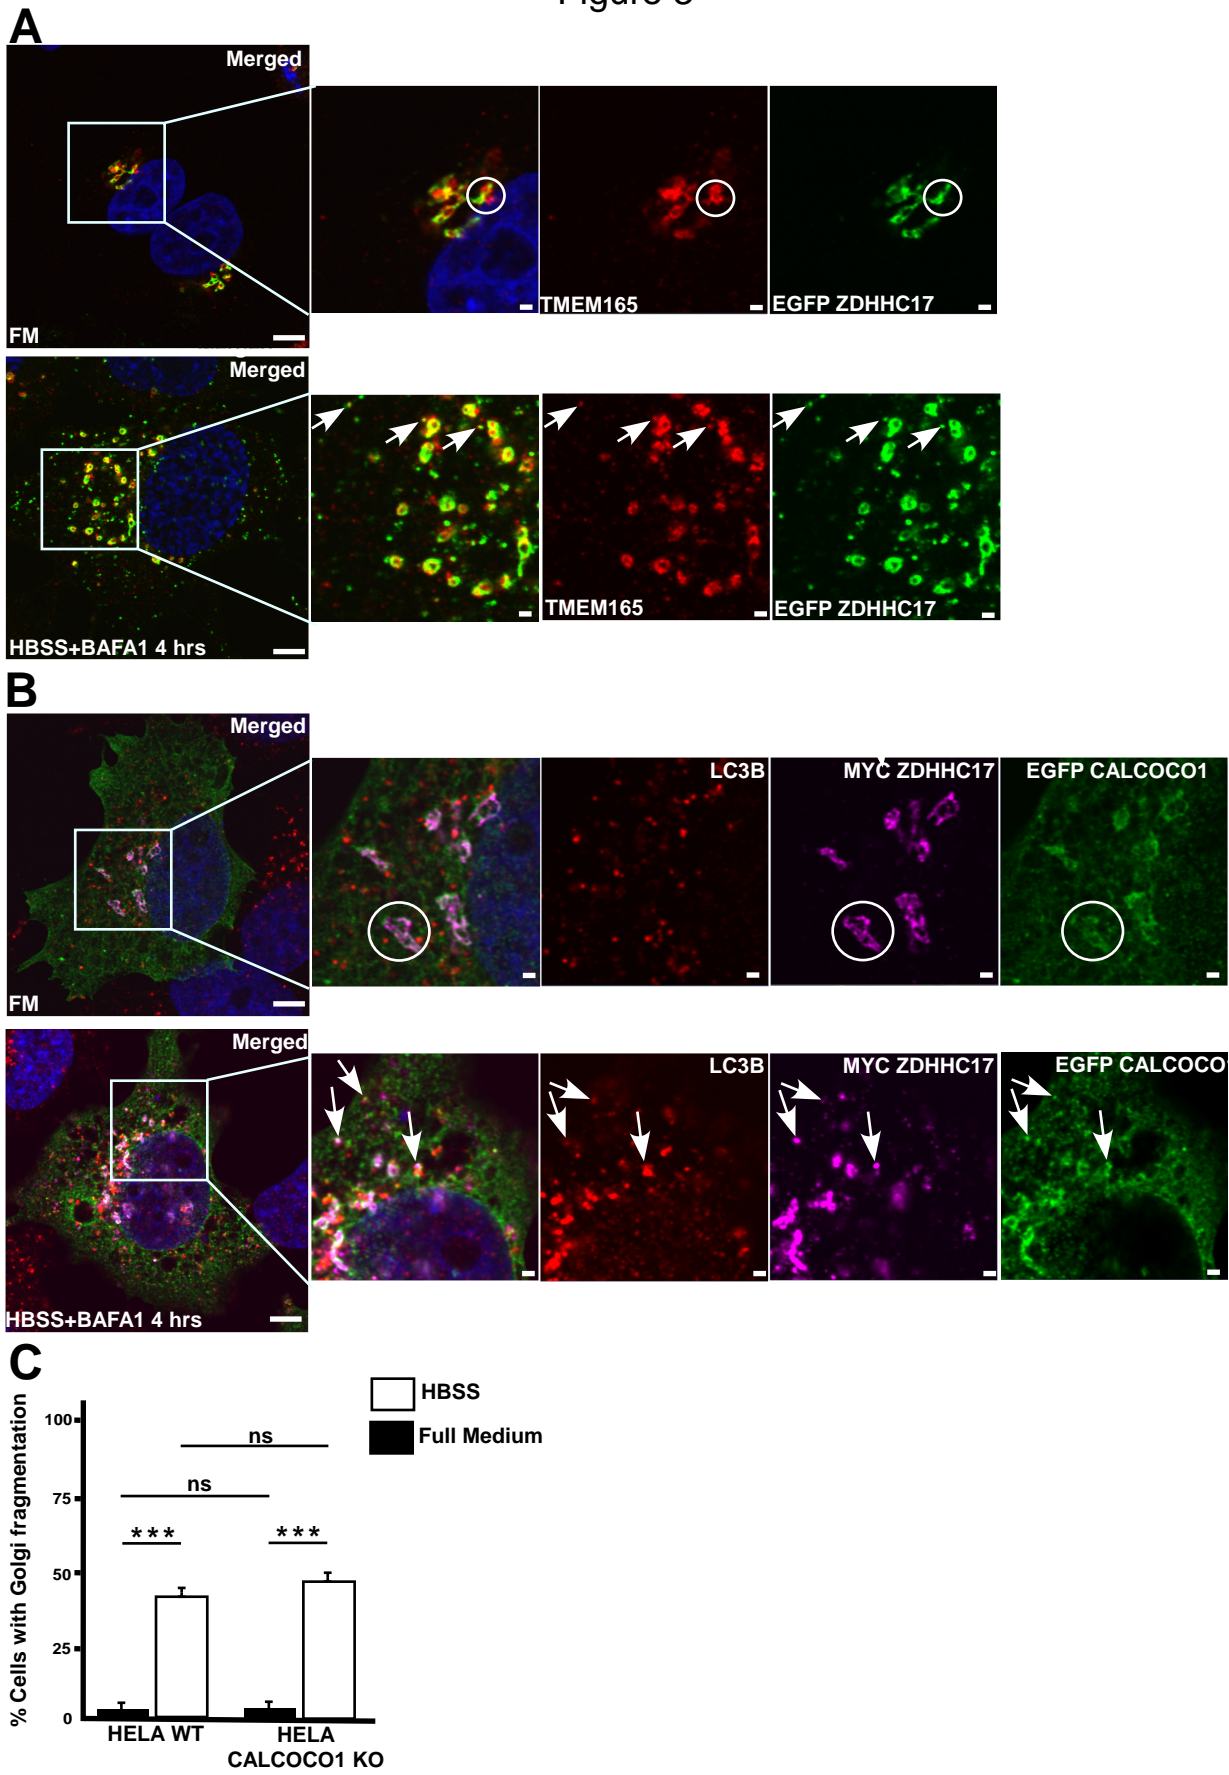 A
Merged
FM
TMEM165
EGFP ZDHHC17
Merged
HBSS+BAFA1 4 hrs
TMEM165
EGFP ZDHHC17
B
Merged
FM
LC3B
MYC ZDHHC17
EGFP CALCOCO1
Merged
HBSS+BAFA1 4 hrs
LC3B
MYC ZDHHC17
EGFP CALCOCO
C
HBSS
Full Medium
% Cells with Golgi fragmentation
100
75
50
25
0
ns
ns
***
***
HELA WT
HELA
CALCOCO1 KO